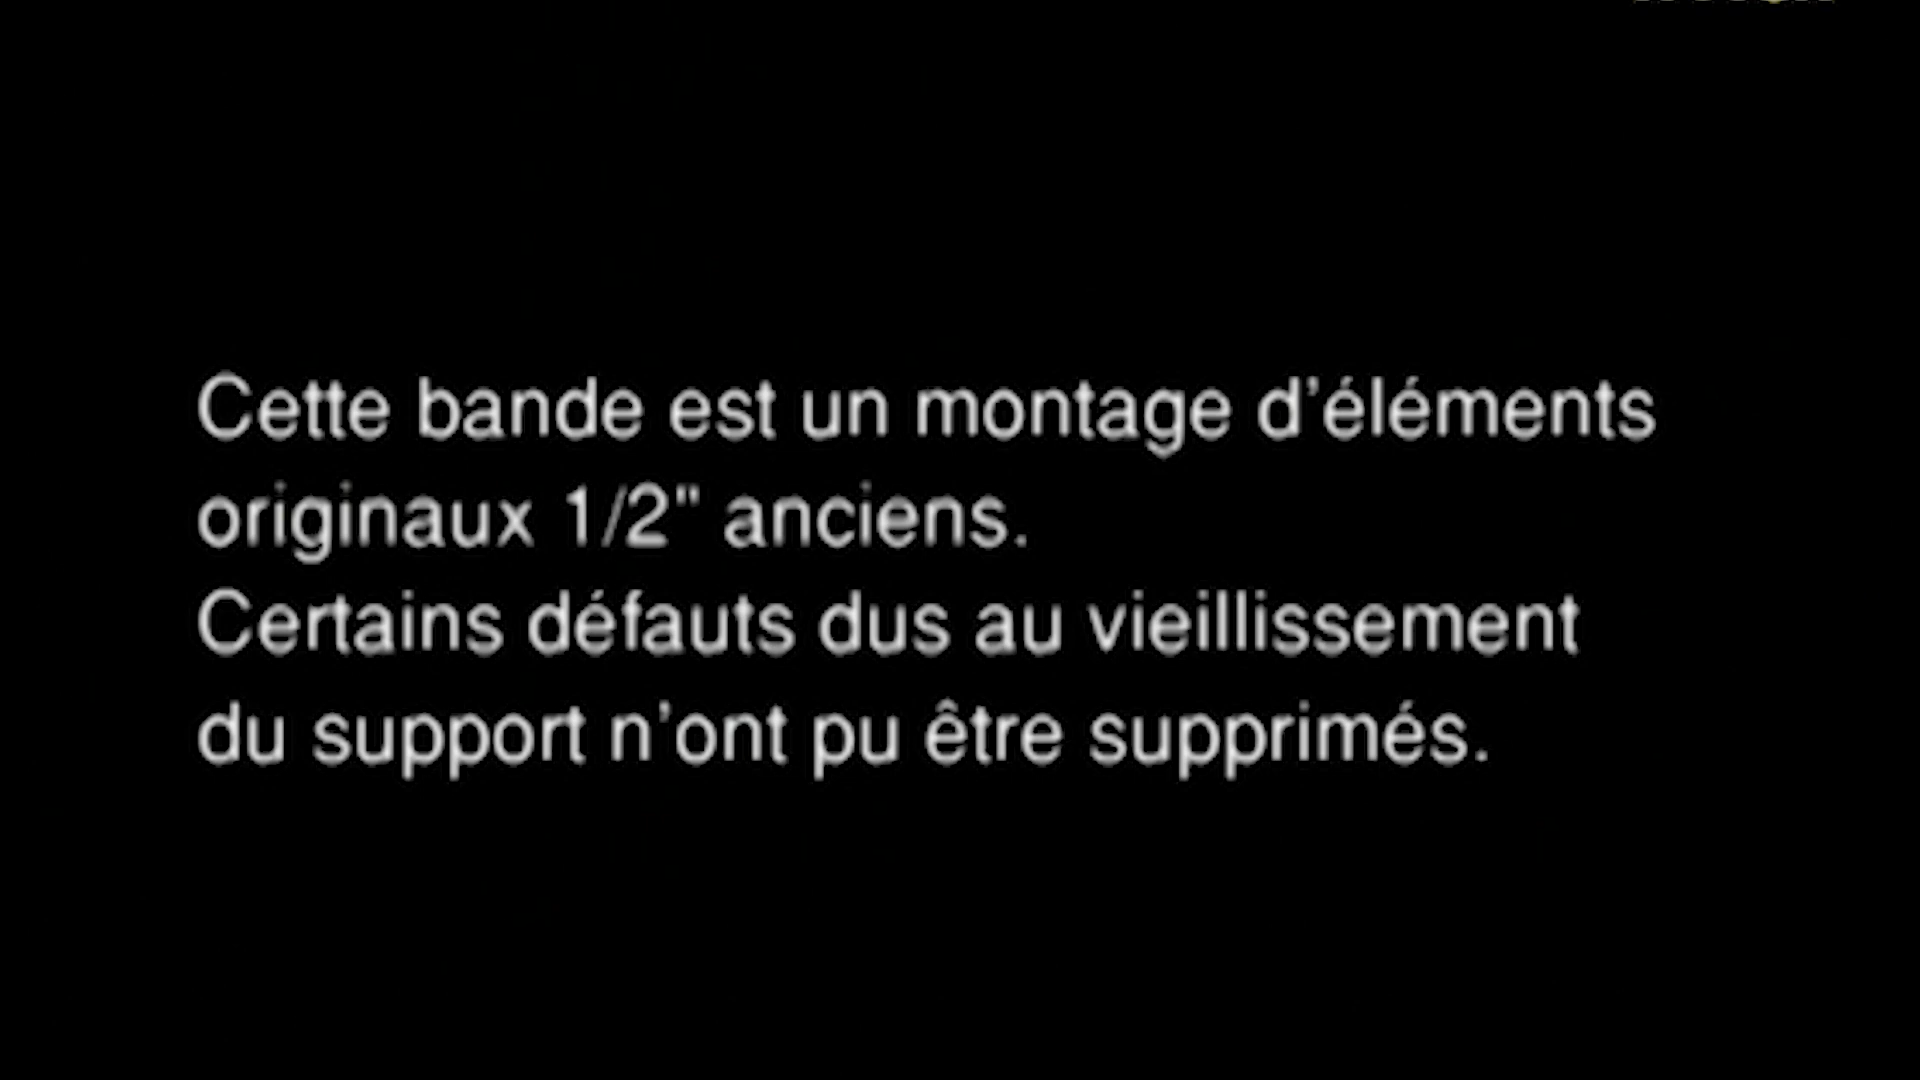 Cette bande est un montage d'éléments
originaux 1/2" anciens.
Certains défauts dus au vieillissement
du support n'ont pu être supprimés.